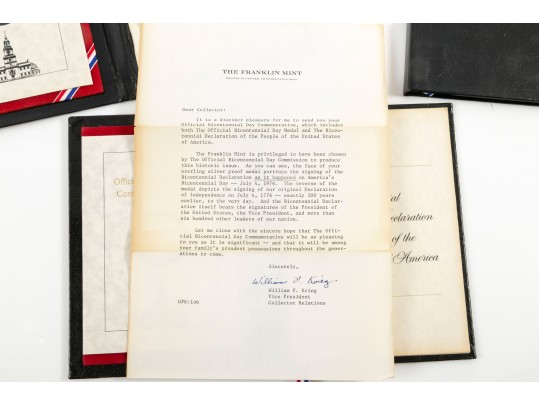 THE FRANKLIN MINT
FRANKLIN CENTER, PENNSYLVANIA
Dear Collector:
It is a distinct pleasure for me to send you your
Official Bicentennial Day Commemorative, which includes
both The Official Bicentennial Day Medal and The Bicen-
tennial Declaration of the People of the United States
of America.
The Franklin Mint is privileged to have been chosen
by The Official Bicentennial Day Commission to produce
this historic issue. As you can see, the face of your
sterling silver proof medal portrays the signing of the
Bicentennial Declaration as it happened on America's
Bicentennial Day -- July 4, 1976. The reverse of the
medal depicts the signing of our original Declaration
of Independence on July 4, 1776 -- exactly 200 years
earlier, to the very day. And the Bicentennial Declar-
ation itself bears the signatures of the President of
the United States, the Vice President, and more than
six hundred other leaders of our nation.
Let me close with the sincere hope that The Offi-
cial Bicentennial Day Commemorative will be as pleasing
to you as it is significant -- and that it will be among
your family's proudest possessions throughout the gener-
ations to come.
Sincerely,
William F. Krieg
William F. Krieg
Vice President
Collector Relations
WFK:lob
Offic
Com
al
eclaration
of the
America